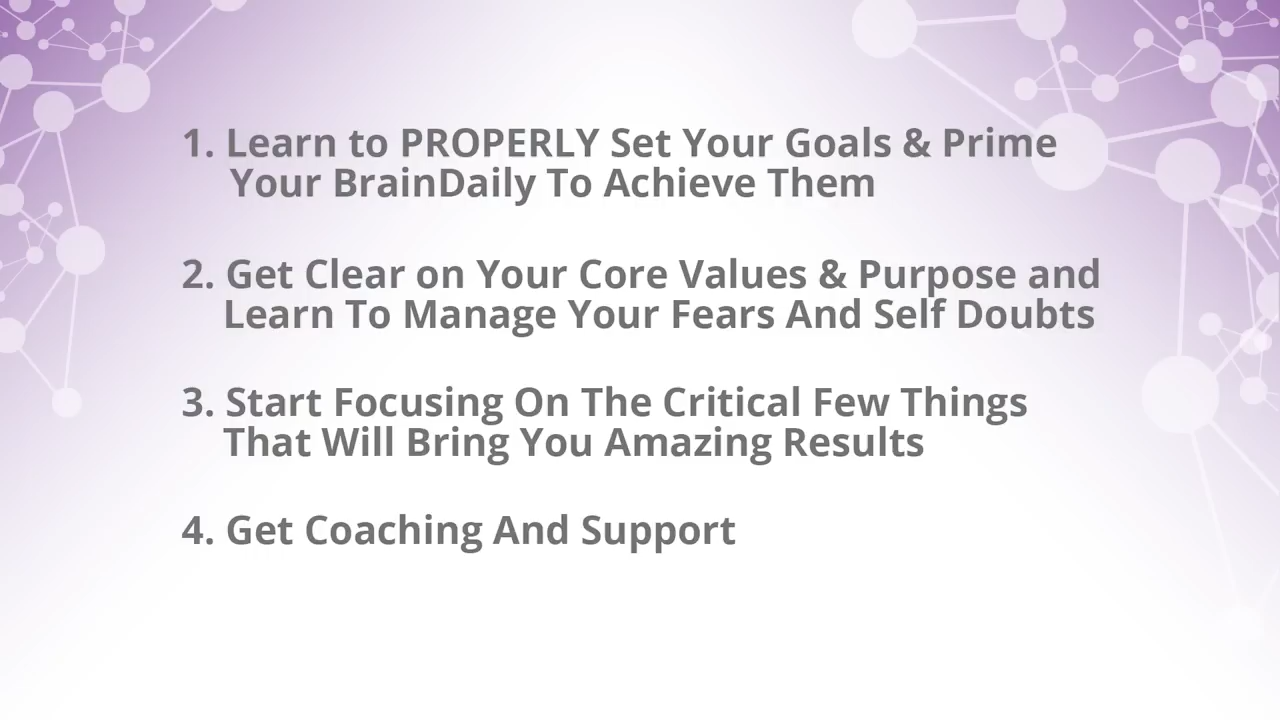 1. Learn to PROPERLY Set Your Goals & Prime
Your BrainDaily To Achieve Them
2. Get Clear on Your Core Values & Purpose and
Learn To Manage Your Fears And Self Doubts
3. Start Focusing On The Critical Few Things
That Will Bring You Amazing Results
4. Get Coaching And Support